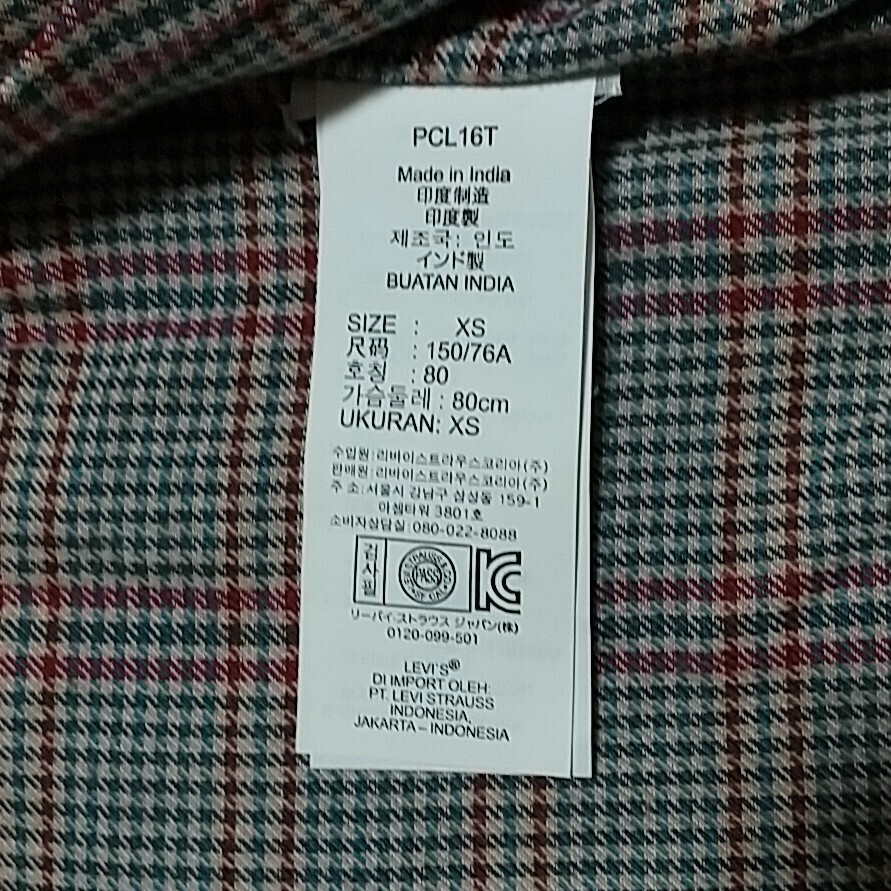 PCL16T
Made in India
印度制造
印度製
제조국: 인도
インド製
BUATAN INDIA
SIZE : XS
尺码 : 150/76A
호칭 : 80
가슴둘레 : 80cm
UKURAN: XS
수입원:리바이스트라우스코리아(주)
판매원:리바이스트라우스코리아(주)
주 소:서울시 강남구 삼성동 159-1
아셈타워 3801호
소비자상담실:080-022-8088
검사필
PASS
リーバイ・ストラウス ジャパン(株)
0120-099-501
LEVI'S®
DI IMPORT OLEH:
PT. LEVI STRAUSS
INDONESIA,
JAKARTA – INDONESIA